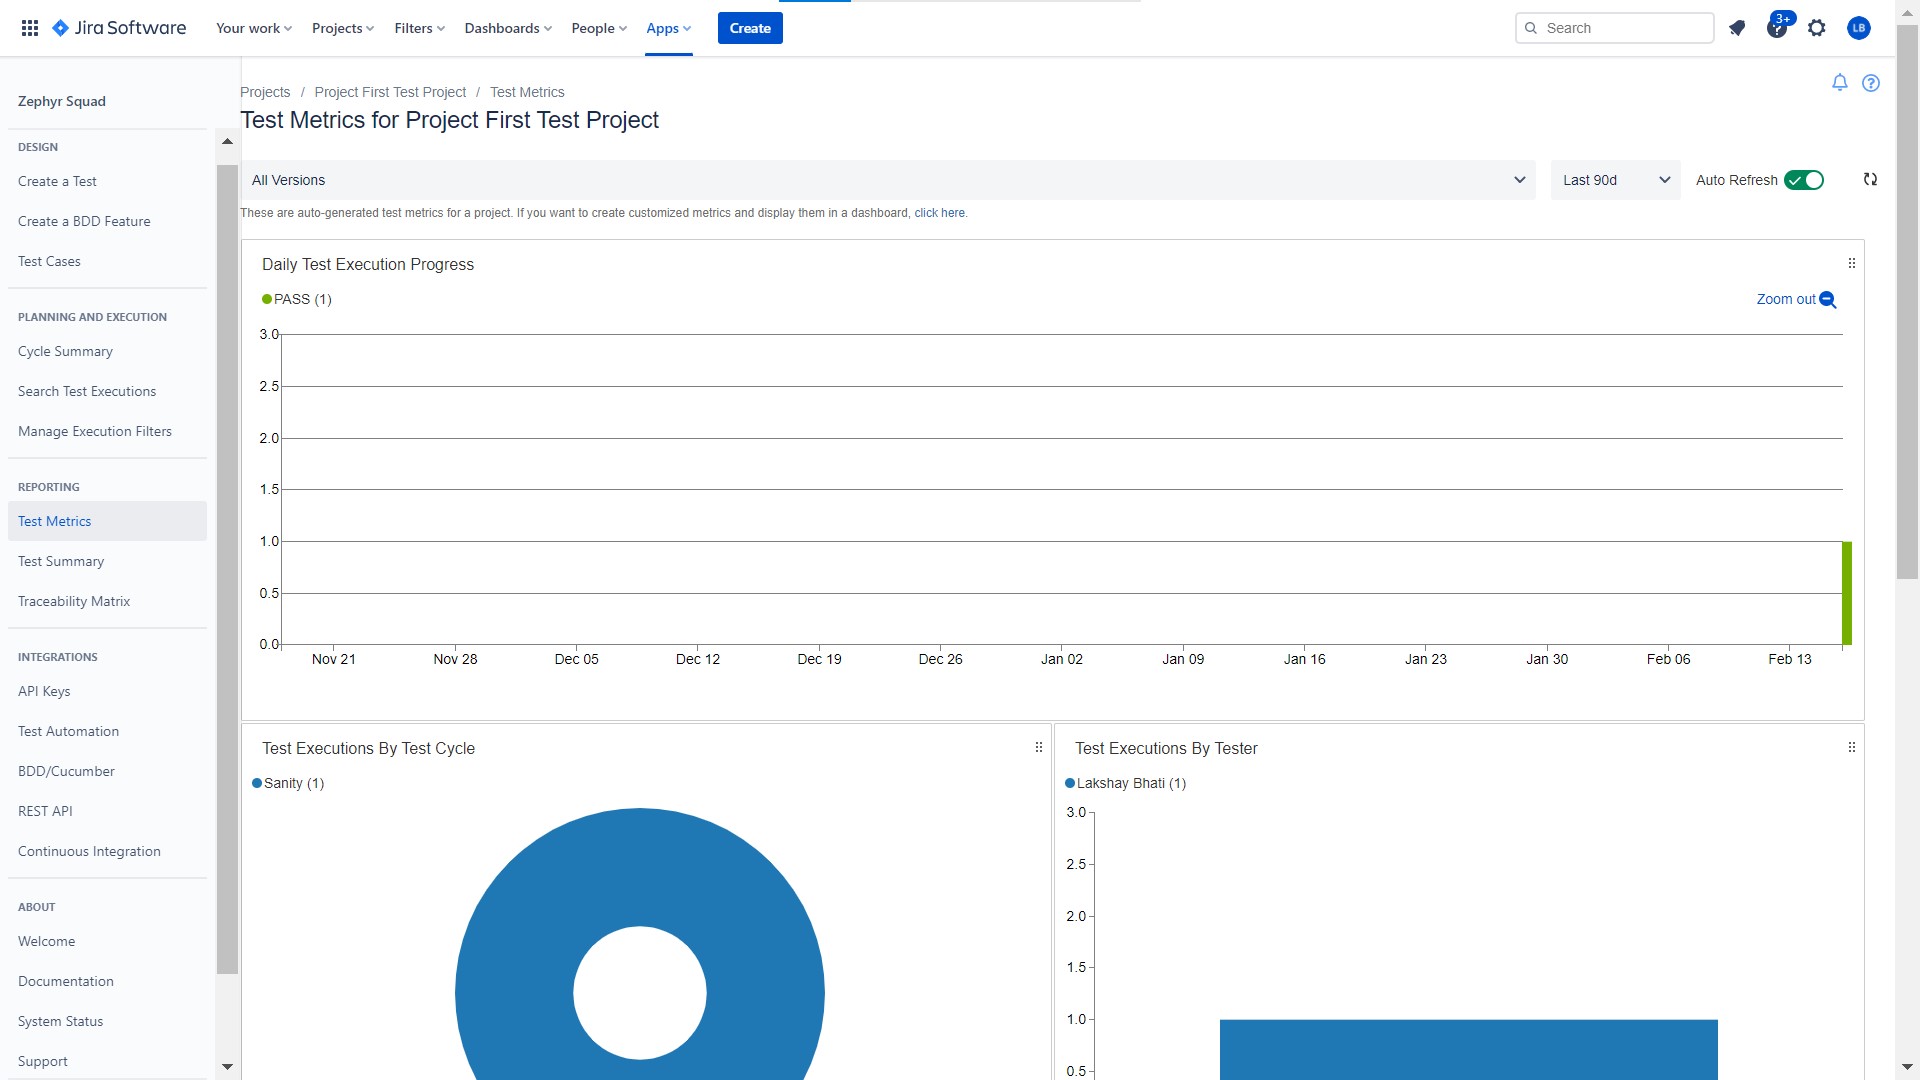 Jira Software Your work Projects Filters Dashboards People Apps Create Search 3+ ? LB
Zephyr Squad
DESIGN
Create a Test
Create a BDD Feature
Test Cases
PLANNING AND EXECUTION
Cycle Summary
Search Test Executions
Manage Execution Filters
REPORTING
Test Metrics
Test Summary
Traceability Matrix
INTEGRATIONS
API Keys
Test Automation
BDD/Cucumber
REST API
Continuous Integration
ABOUT
Welcome
Documentation
System Status
Support
Projects / Project First Test Project / Test Metrics
?
Test Metrics for Project First Test Project
All Versions Last 90d Auto Refresh
These are auto-generated test metrics for a project. If you want to create customized metrics and display them in a dashboard, click here.
Daily Test Execution Progress
PASS (1) Zoom out
3.0
2.5
2.0
1.5
1.0
0.5
0.0
Nov 21 Nov 28 Dec 05 Dec 12 Dec 19 Dec 26 Jan 02 Jan 09 Jan 16 Jan 23 Jan 30 Feb 06 Feb 13
Test Executions By Test Cycle
Sanity (1)
Test Executions By Tester
Lakshay Bhati (1)
3.0
2.5
2.0
1.5
1.0
0.5